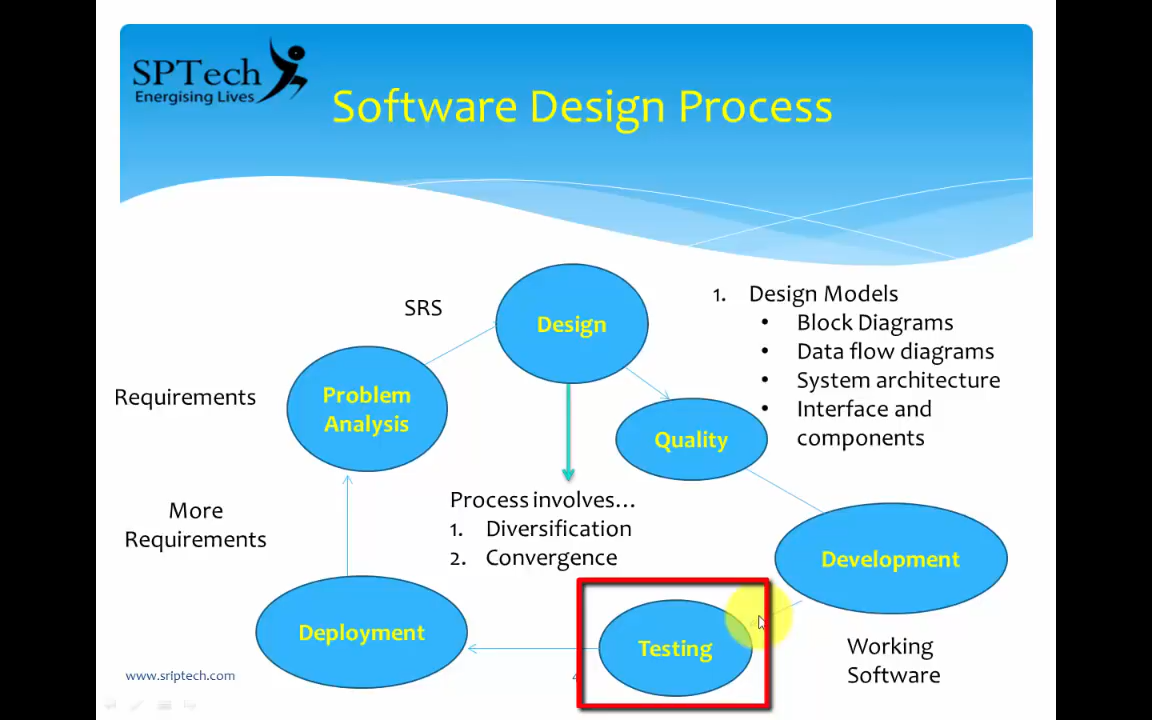 SPTech
Energising Lives
Software Design Process
SRS
Design
1. Design Models
• Block Diagrams
• Data flow diagrams
• System architecture
• Interface and
components
Problem
Analysis
Requirements
Quality
More
Requirements
Process involves...
1. Diversification
2. Convergence
Development
Deployment
Testing
Working
Software
www.sriptech.com